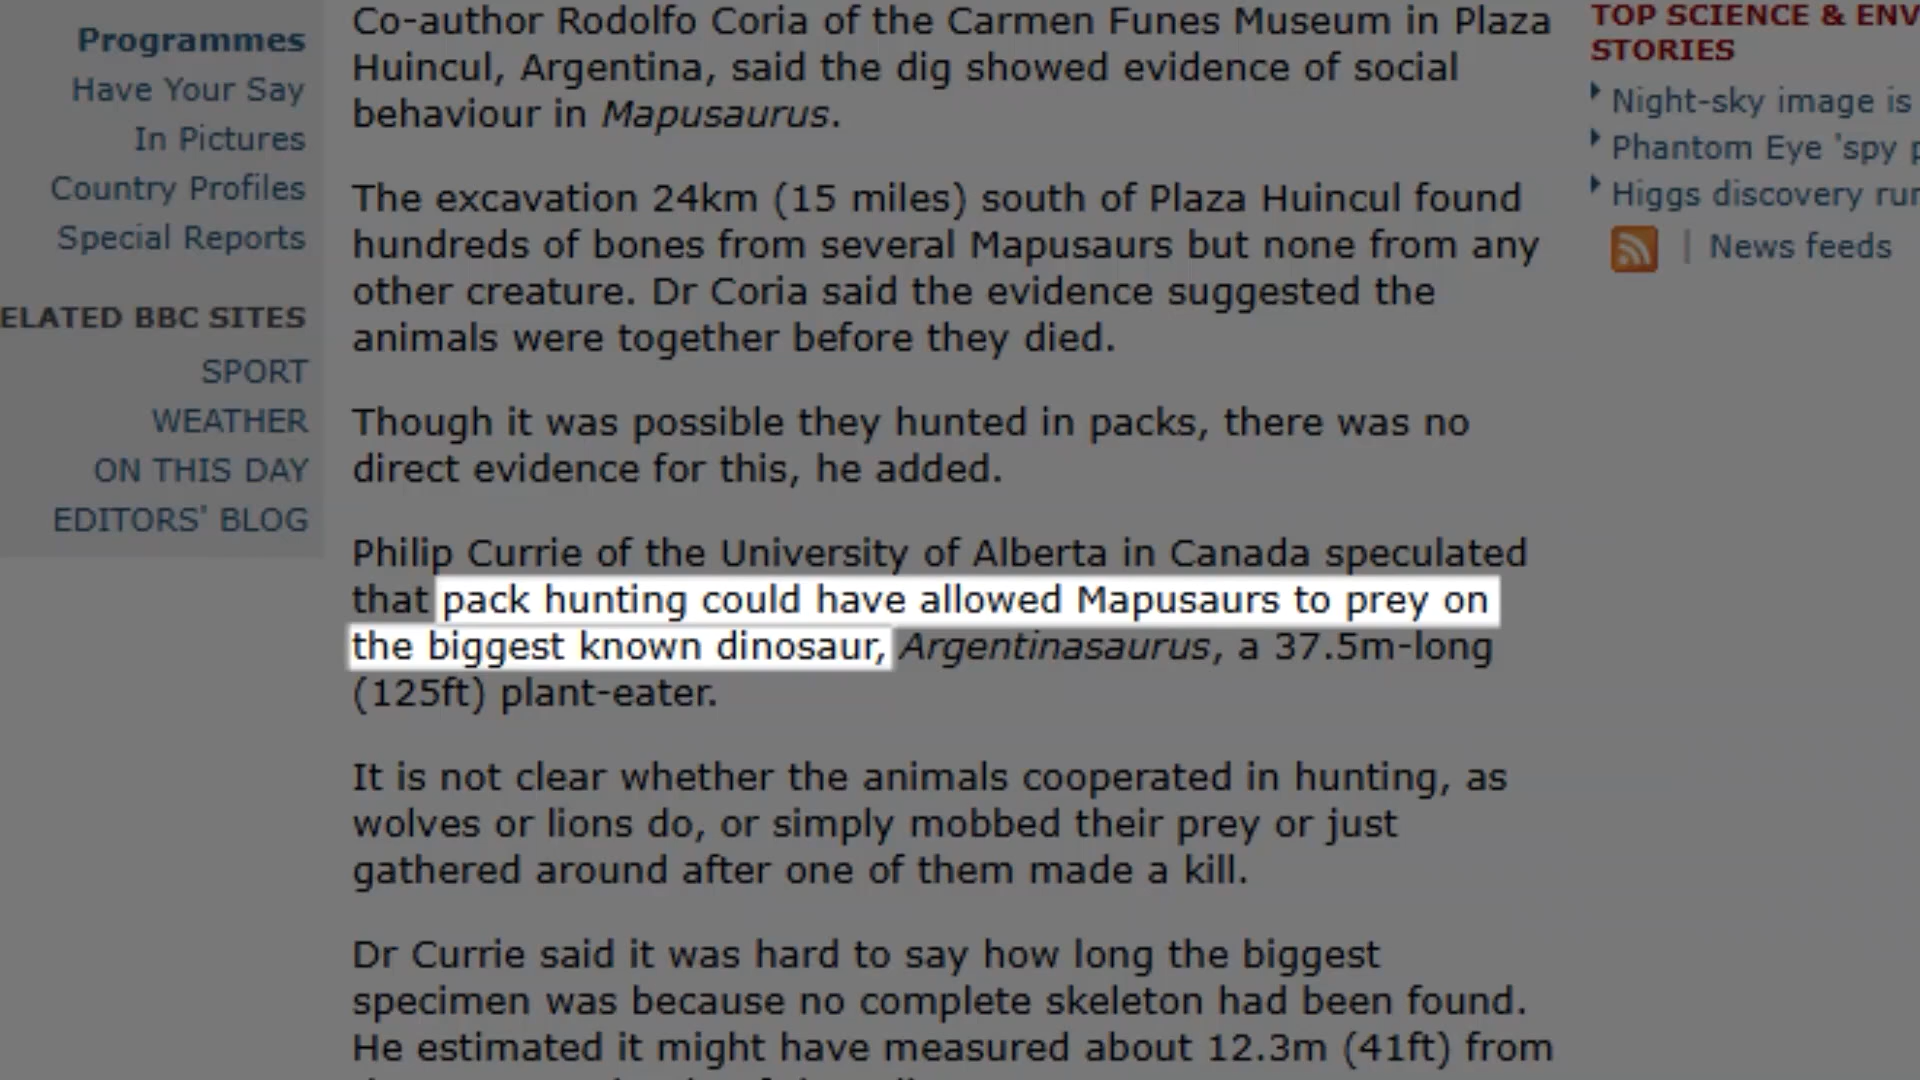 Programmes
Have Your Say
In Pictures
Country Profiles
Special Reports
ELATED BBC SITES
SPORT
WEATHER
ON THIS DAY
EDITORS' BLOG
Co-author Rodolfo Coria of the Carmen Funes Museum in Plaza
Huincul, Argentina, said the dig showed evidence of social
behaviour in Mapusaurus.
The excavation 24km (15 miles) south of Plaza Huincul found
hundreds of bones from several Mapusaurs but none from any
other creature. Dr Coria said the evidence suggested the
animals were together before they died.
Though it was possible they hunted in packs, there was no
direct evidence for this, he added.
Philip Currie of the University of Alberta in Canada speculated
that pack hunting could have allowed Mapusaurs to prey on
the biggest known dinosaur, Argentinasaurus, a 37.5m-long
(125ft) plant-eater.
It is not clear whether the animals cooperated in hunting, as
wolves or lions do, or simply mobbed their prey or just
gathered around after one of them made a kill.
Dr Currie said it was hard to say how long the biggest
specimen was because no complete skeleton had been found.
He estimated it might have measured about 12.3m (41ft) from
TOP SCIENCE & ENV
STORIES
Night-sky image is
Phantom Eye 'spy p
Higgs discovery rur
| News feeds